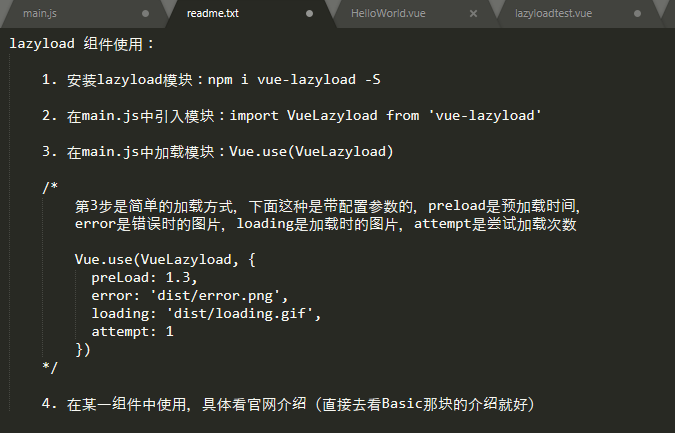 main.js
readme.txt
HelloWorld.vue
lazyloadtest.vue
lazyload 组件使用：
1. 安装lazyload模块：npm i vue-lazyload -S
2. 在main.js中引入模块：import VueLazyload from 'vue-lazyload'
3. 在main.js中加载模块：Vue.use(VueLazyload)
/*
第3步是简单的加载方式，下面这种是带配置参数的，preload是预加载时间，
error是错误时的图片，loading是加载时的图片，attempt是尝试加载次数
Vue.use(VueLazyload, {
preLoad: 1.3,
error: 'dist/error.png',
loading: 'dist/loading.gif',
attempt: 1
})
*/
4. 在某一组件中使用，具体看官网介绍（直接去看Basic那块的介绍就好）